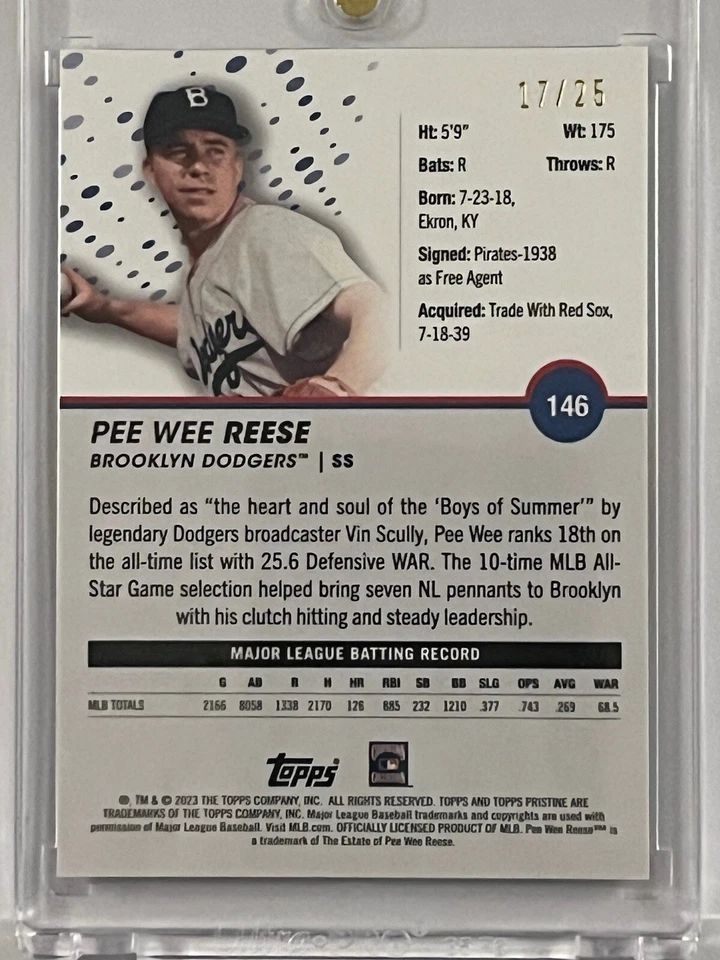 17/25
B
Ht: 5'9" Wt: 175
Bats: R Throws: R
Born: 7-23-18,
Ekron, KY
Signed: Pirates-1938
as Free Agent
Acquired: Trade With Red Sox,
7-18-39
146
PEE WEE REESE
BROOKLYN DODGERS™ | SS
Described as “the heart and soul of the ‘Boys of Summer’” by
legendary Dodgers broadcaster Vin Scully, Pee Wee ranks 18th on
the all-time list with 25.6 Defensive WAR. The 10-time MLB All-
Star Game selection helped bring seven NL pennants to Brooklyn
with his clutch hitting and steady leadership.
MAJOR LEAGUE BATTING RECORD
G AB R H HR RBI SB BB SLG OPS AVG WAR
MLB TOTALS 2166 8058 1338 2170 126 885 232 1210 .377 .743 .269 68.5
Topps
®, TM & © 2023 THE TOPPS COMPANY, INC. ALL RIGHTS RESERVED. TOPPS AND TOPPS PRISTINE ARE
TRADEMARKS OF THE TOPPS COMPANY, INC. Major League Baseball trademarks and copyrights are used with
permission of Major League Baseball. Visit MLB.com. OFFICIALLY LICENSED PRODUCT OF MLB. Pee Wee Reese™ is
a trademark of The Estate of Pee Wee Reese.